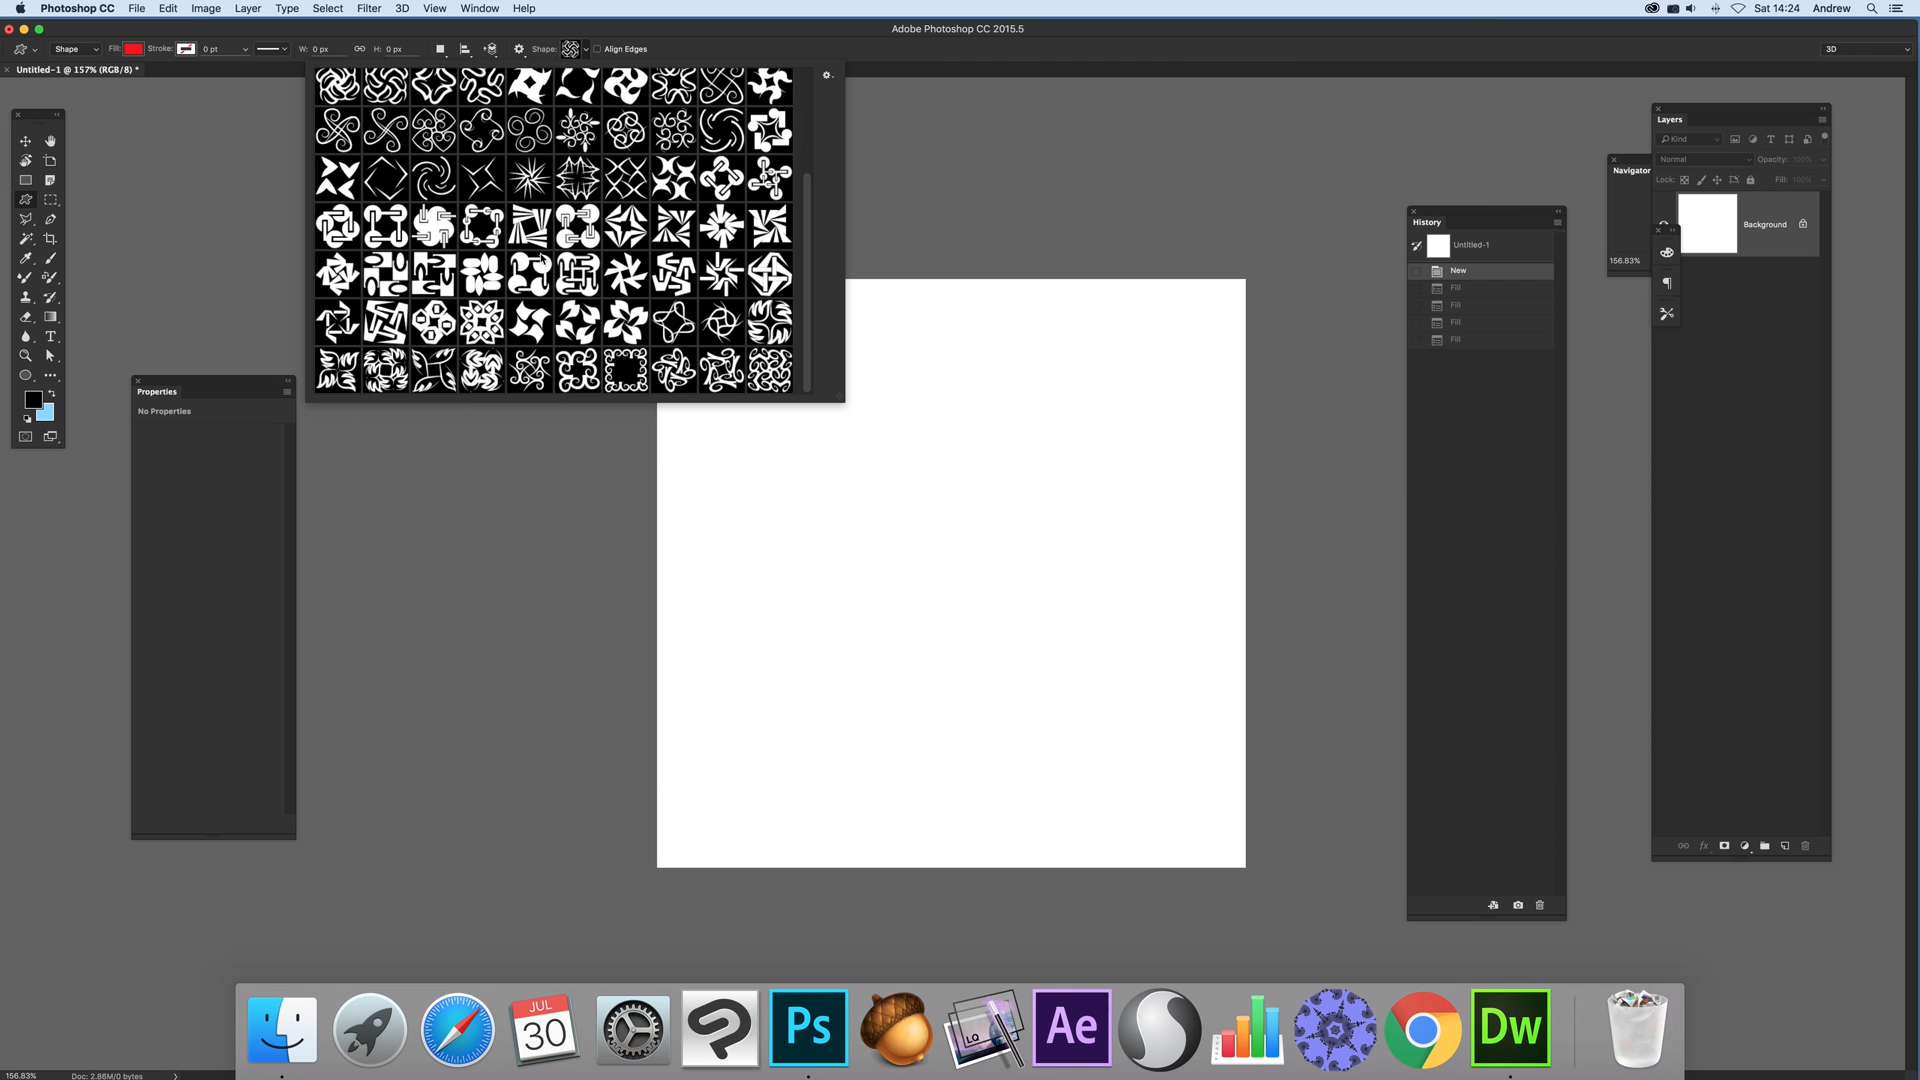 Photoshop CC File Edit Image Layer Type Select Filter 3D View Window Help Sat 14:24 Andrew
Adobe Photoshop CC 2015.5
Shape Fill: Stroke: 0 pt W: 0 px H: 0 px Shape: Align Edges 3D
Untitled-1 @ 157% (RGB/8) *
Layers
Kind
Normal Opacity: 100%
Navigator
Lock: Fill: 100%
History
Background
Untitled-1
156.83%
New
Fill
Fill
Fill
Fill
Properties
No Properties
JUL
30
Ps
LQ
Ae
Dw
156.83% Doc: 2.86M/0 bytes